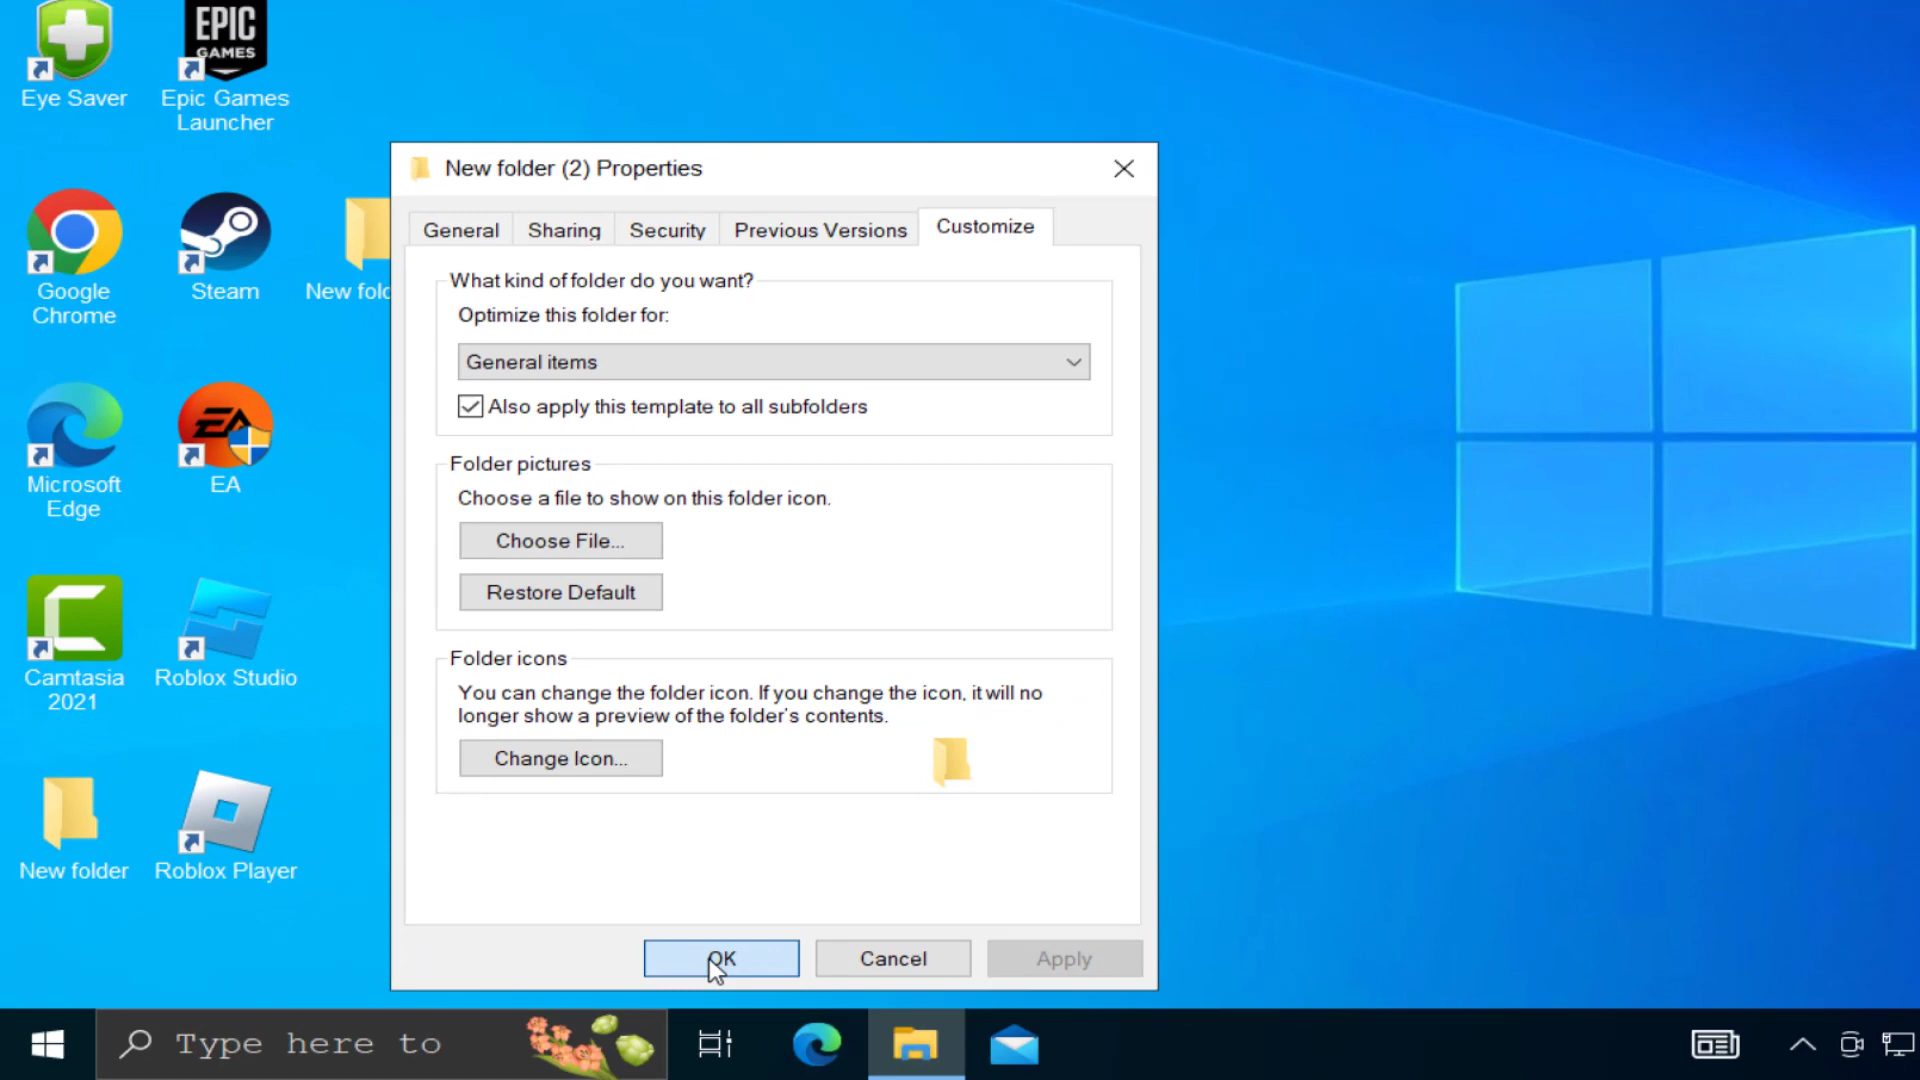 Eye Saver
EPIC
GAMES
Epic Games
Launcher
Google
Chrome
Steam
New fold
Microsoft
Edge
EA
EA
Camtasia
2021
Roblox Studio
New folder
Roblox Player
New folder (2) Properties
General
Sharing
Security
Previous Versions
Customize
What kind of folder do you want?
Optimize this folder for:
General items
Also apply this template to all subfolders
Folder pictures
Choose a file to show on this folder icon.
Choose File...
Restore Default
Folder icons
You can change the folder icon. If you change the icon, it will no
longer show a preview of the folder's contents.
Change Icon...
OK
Cancel
Apply
Type here to